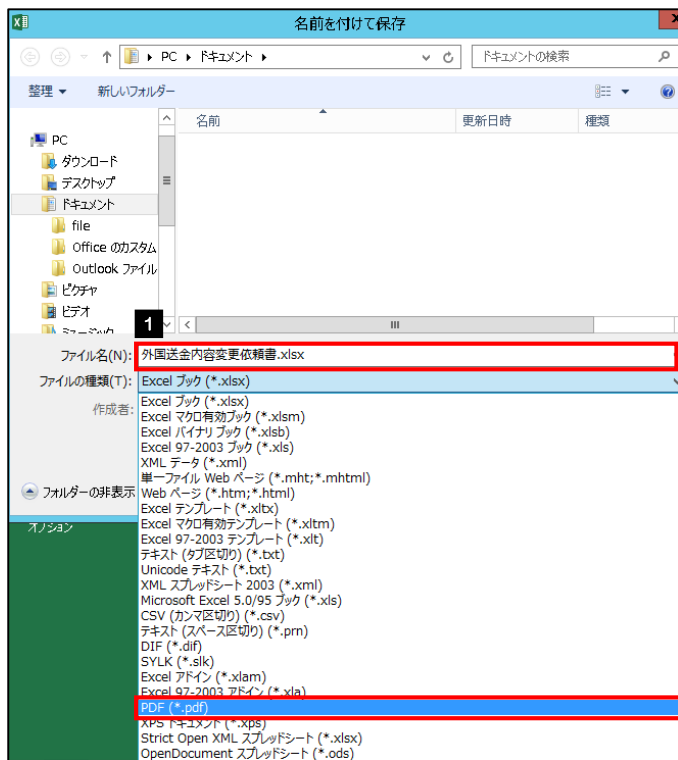 名前を付けて保存
PC ドキュメント
ドキュメントの検索
整理 新しいフォルダー
名前 更新日時 種類
PC
ダウンロード
デスクトップ
ドキュメント
file
Office のカスタム
Outlook ファイル
ピクチャ
ビデオ
ミュージック
1
ファイル名(N): 外国送金内容変更依頼書.xlsx
ファイルの種類(T): Excel ブック (*.xlsx)
作成者:
Excel ブック (*.xlsx)
Excel マクロ有効ブック (*.xlsm)
Excel バイナリ ブック (*.xlsb)
Excel 97-2003 ブック (*.xls)
XML データ (*.xml)
単一ファイル Web ページ (*.mht;*.mhtml)
フォルダーの非表示
Web ページ (*.htm;*.html)
Excel テンプレート (*.xltx)
オプション
Excel マクロ有効テンプレート (*.xltm)
Excel 97-2003 テンプレート (*.xlt)
テキスト (タブ区切り) (*.txt)
Unicode テキスト (*.txt)
XML スプレッドシート 2003 (*.xml)
Microsoft Excel 5.0/95 ブック (*.xls)
CSV (カンマ区切り) (*.csv)
テキスト (スペース区切り) (*.prn)
DIF (*.dif)
SYLK (*.slk)
Excel アドイン (*.xlam)
Excel 97-2003 アドイン (*.xla)
PDF (*.pdf)
XPS ドキュメント (*.xps)
Strict Open XML スプレッドシート (*.xlsx)
OpenDocument スプレッドシート (*.ods)